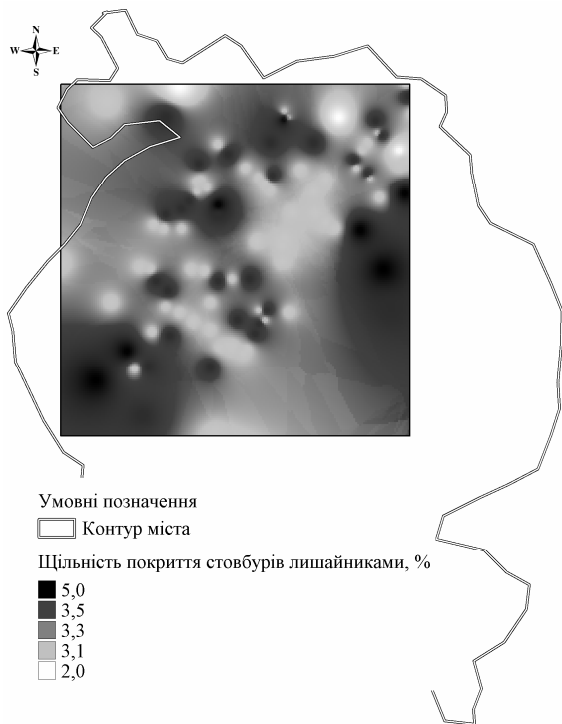 N
W E
S
Умовні позначення
Контур міста
Щільність покриття стовбурів лишайниками, %
5,0
3,5
3,3
3,1
2,0